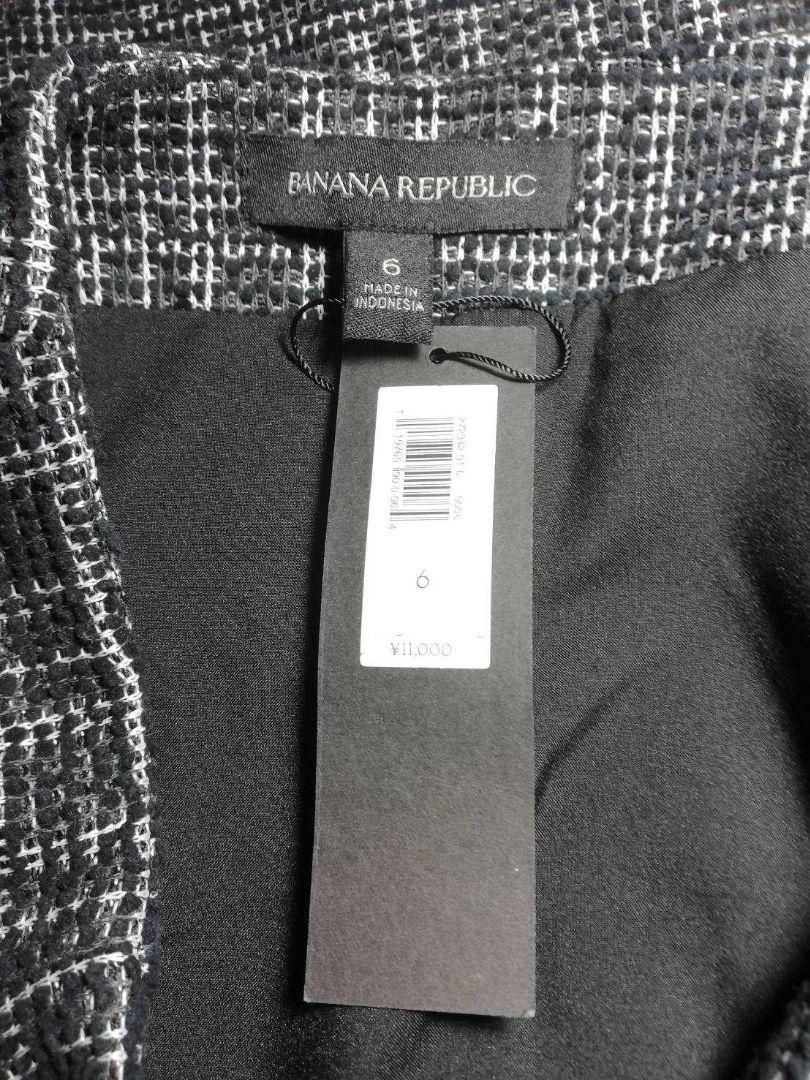 BANANA REPUBLIC
6
MADE IN
INDONESIA
6
¥11,000